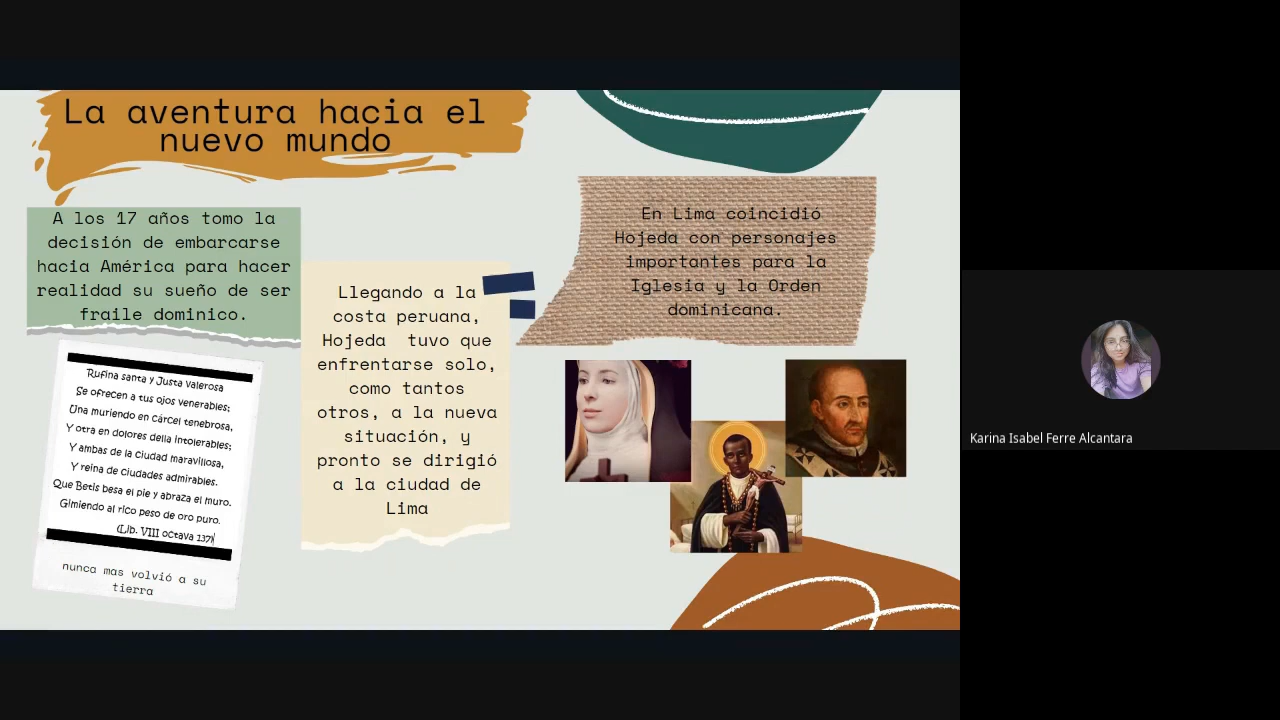 La aventura hacia el
nuevo mundo
A los 17 años tomo la
decisión de embarcarse
hacia América para hacer
realidad su sueño de ser
fraile dominico.
Rufina santa y Justa valerosa
Se ofrecen a tus ojos venerables;
Una muriendo en cárcel tenebrosa,
Y otra en dolores della intolerables;
Y ambas de la ciudad maravillosa,
Y reina de ciudades admirables.
Que Betis besa el pie y abraza el muro.
Gimiendo al rico peso de oro puro.
(Lib. VIII octava 137)
nunca mas volvió a su
tierra
Llegando a la
costa peruana,
Hojeda tuvo que
enfrentarse solo,
como tantos
otros, a la nueva
situación, y
pronto se dirigió
a la ciudad de
Lima
En Lima coincidió
Hojeda con personajes
importantes para la
Iglesia y la Orden
dominicana.
Karina Isabel Ferre Alcantara